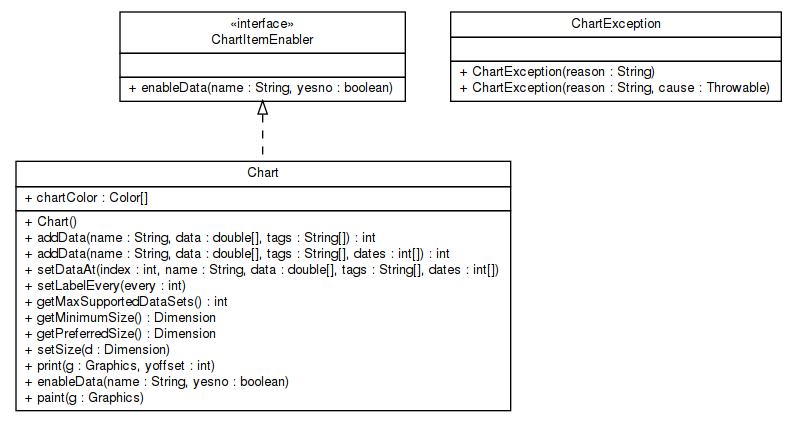 «interface»
ChartItemEnabler
+ enableData(name : String, yesno : boolean)
ChartException
+ ChartException(reason : String)
+ ChartException(reason : String, cause : Throwable)
Chart
+ chartColor : Color[]
+ Chart()
+ addData(name : String, data : double[], tags : String[]) : int
+ addData(name : String, data : double[], tags : String[], dates : int[]) : int
+ setDataAt(index : int, name : String, data : double[], tags : String[], dates : int[])
+ setLabelEvery(every : int)
+ getMaxSupportedDataSets() : int
+ getMinimumSize() : Dimension
+ getPreferredSize() : Dimension
+ setSize(d : Dimension)
+ print(g : Graphics, yoffset : int)
+ enableData(name : String, yesno : boolean)
+ paint(g : Graphics)